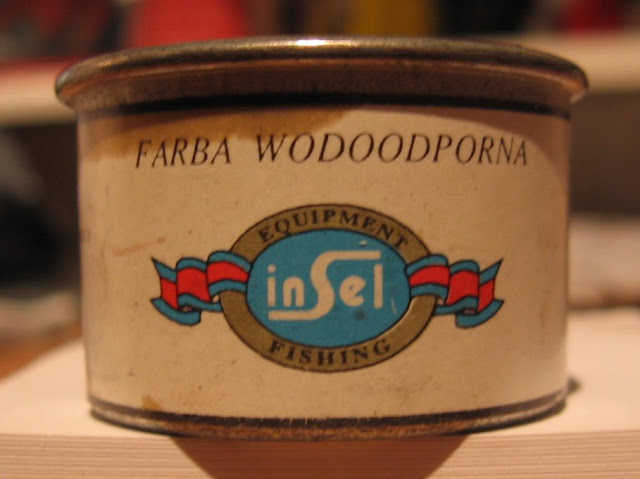 FARBA WODOODPORNA
EQUIPMENT
inSel
FISHING